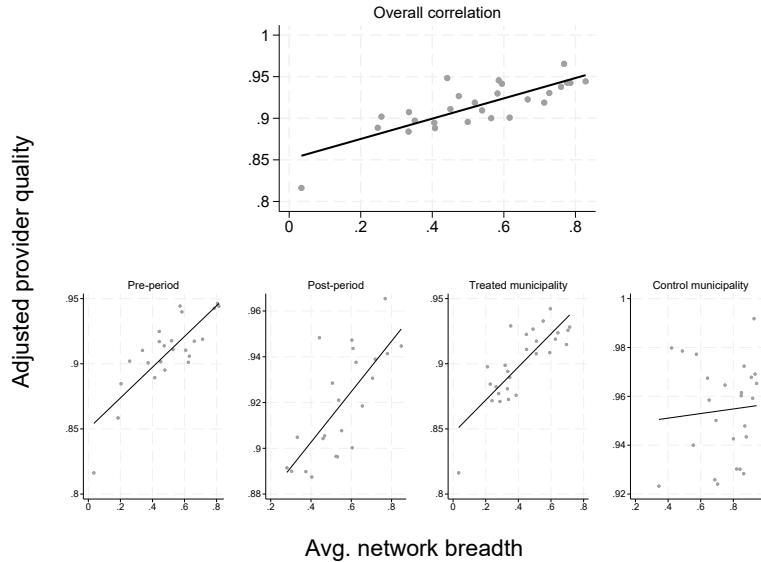 Overall correlation
1
.95
.9
.85
.8
0 .2 .4 .6 .8
Adjusted provider quality
Pre-period
.95
.9
.85
.8
0 .2 .4 .6 .8
Post-period
.96
.94
.92
.9
.88
.2 .4 .6 .8
Treated municipality
.95
.9
.85
.8
0 .2 .4 .6 .8
Control municipality
1
.98
.96
.94
.92
.2 .4 .6 .8
Avg. network breadth